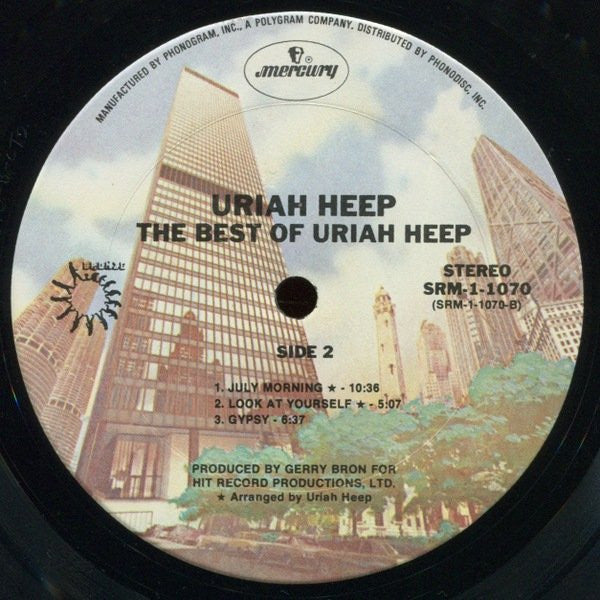 MANUFACTURED BY PHONOGRAM, INC., A POLYGRAM COMPANY. DISTRIBUTED BY PHONODISC, INC.
mercury ®
URIAH HEEP
THE BEST OF URIAH HEEP
STEREO
SRM-1-1070
(SRM-1-1070-B)
SIDE 2
1. JULY MORNING ★ - 10:36
2. LOOK AT YOURSELF ★ - 5:07
3. GYPSY - 6:37
PRODUCED BY GERRY BRON FOR
HIT RECORD PRODUCTIONS, LTD.
★ Arranged by Uriah Heep